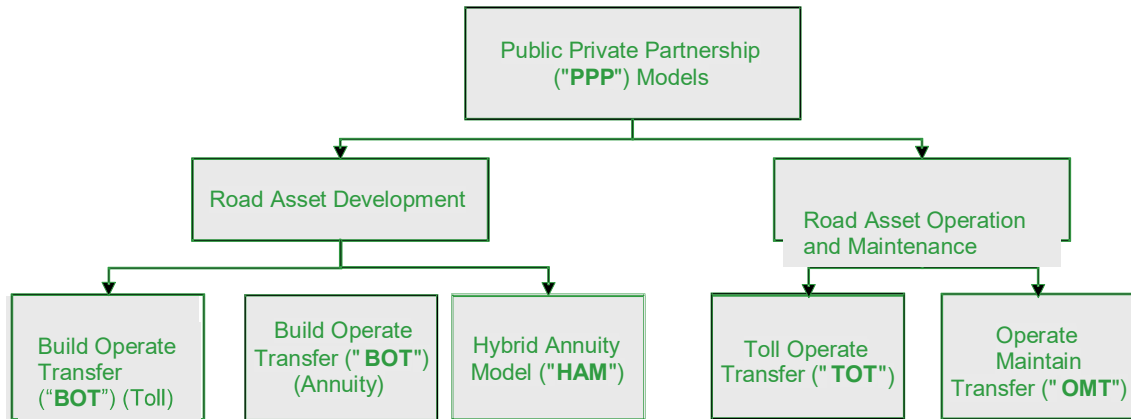 Public Private Partnership
("PPP") Models
Road Asset Development
Road Asset Operation
and Maintenance
Build Operate
Transfer
(“BOT”) (Toll)
Build Operate
Transfer (" BOT")
(Annuity)
Hybrid Annuity
Model ("HAM")
Toll Operate
Transfer (" TOT")
Operate
Maintain
Transfer (" OMT")